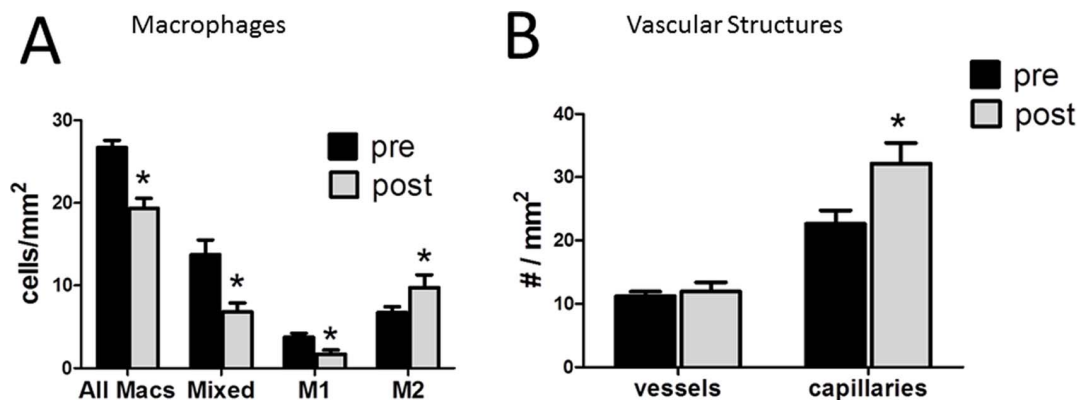 A
Macrophages
cells/mm²
30
20
10
0
pre
post
*
*
*
*
All Macs
Mixed
M1
M2
B
Vascular Structures
# / mm²
40
30
20
10
0
pre
post
*
vessels
capillaries